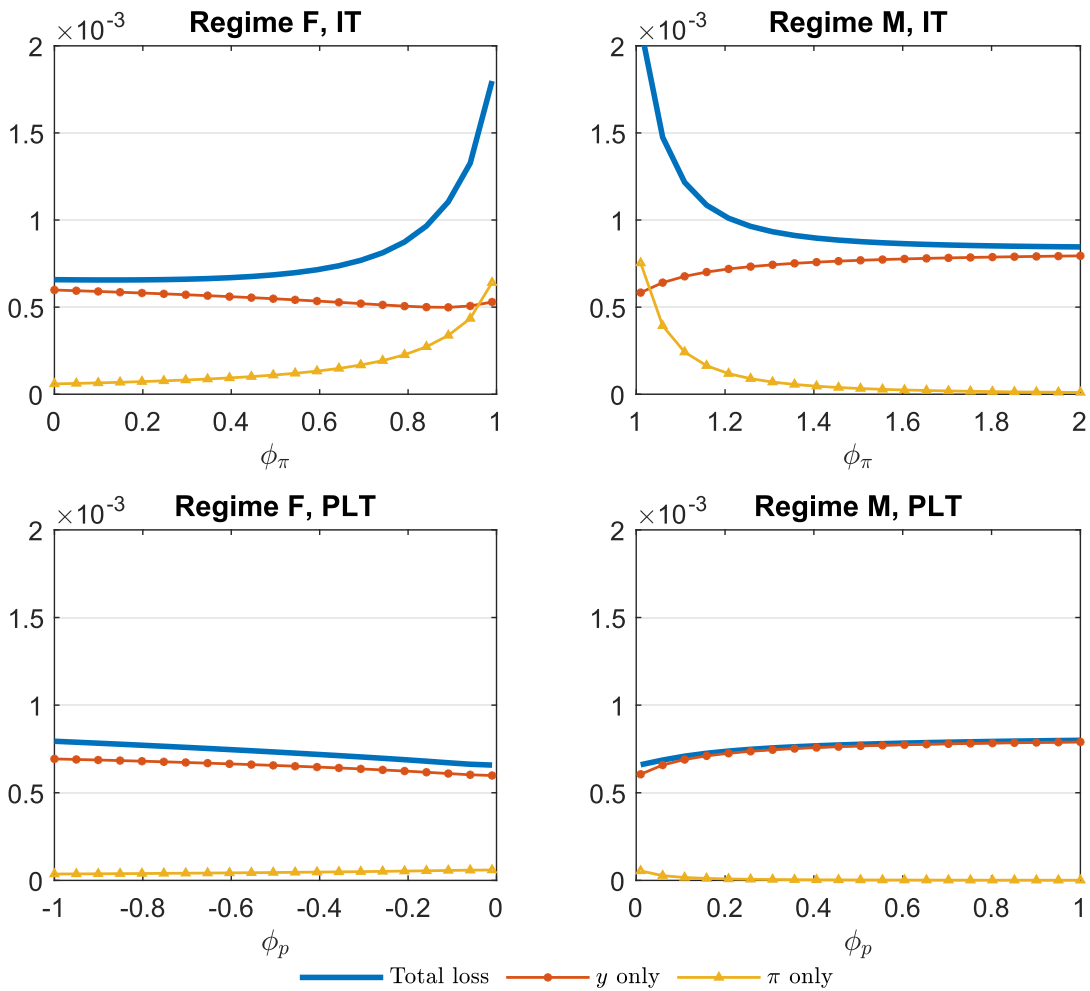 Regime F, IT
×10-3
2
1.5
1
0.5
0
0 0.2 0.4 0.6 0.8 1
ϕπ
Regime M, IT
×10-3
2
1.5
1
0.5
0
1 1.2 1.4 1.6 1.8 2
ϕπ
Regime F, PLT
×10-3
2
1.5
1
0.5
0
-1 -0.8 -0.6 -0.4 -0.2 0
ϕp
Regime M, PLT
×10-3
2
1.5
1
0.5
0
0 0.2 0.4 0.6 0.8 1
ϕp
Total loss y only π only